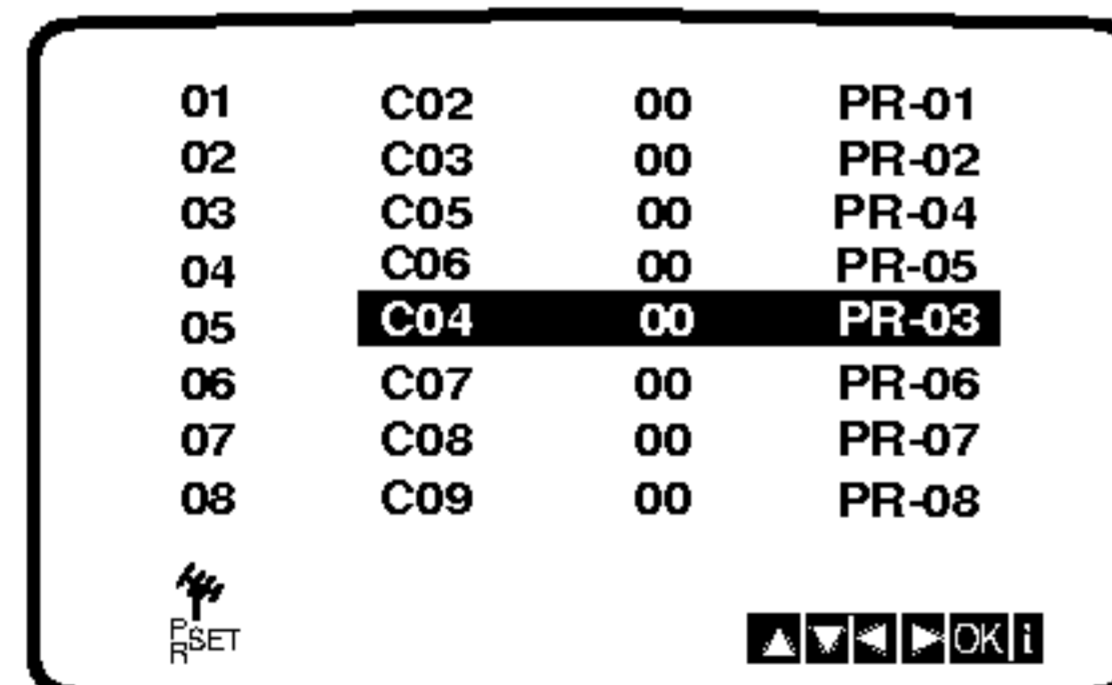 01 C02 00 PR-01
02 C03 00 PR-02
03 C05 00 PR-04
04 C06 00 PR-05
05 C04 00 PR-03
06 C07 00 PR-06
07 C08 00 PR-07
08 C09 00 PR-08
PR SET
OK i